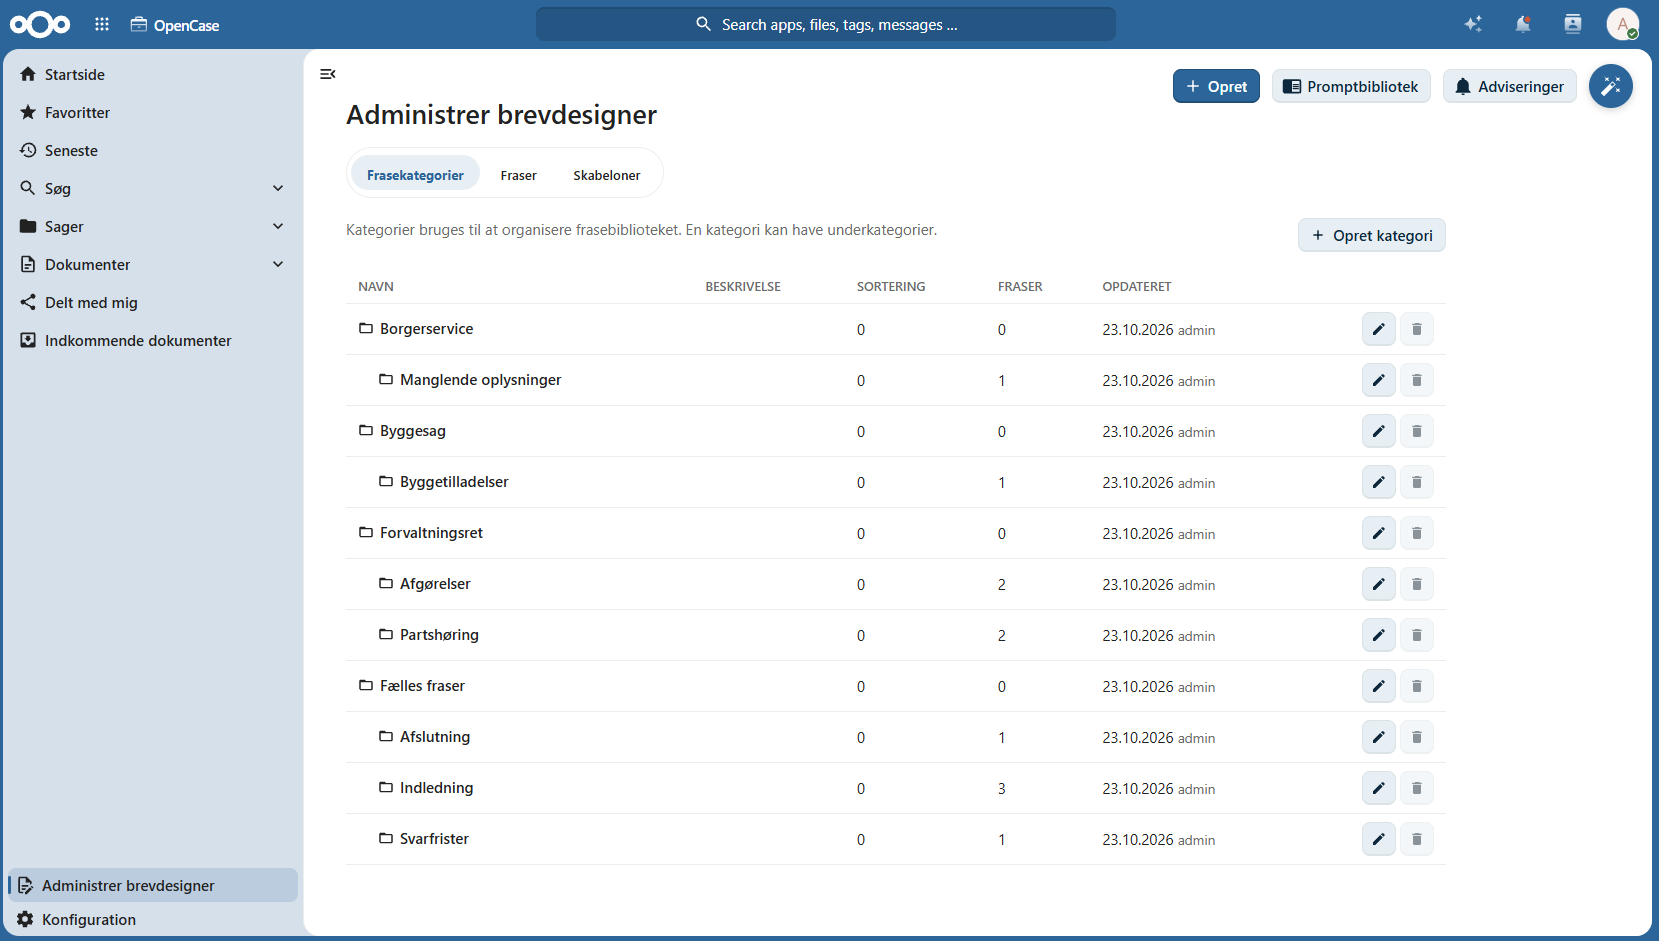 OpenCase
Search apps, files, tags, messages ...
A
Startside
Favoritter
Seneste
Søg
Sager
Dokumenter
Delt med mig
Indkommende dokumenter
Administrer brevdesigner
Konfiguration
Opret
Promptbibliotek
Adviseringer
Administrer brevdesigner
Frasekategorier Fraser Skabeloner
Kategorier bruges til at organisere frasebiblioteket. En kategori kan have underkategorier.
Opret kategori
NAVN BESKRIVELSE SORTERING FRASER OPDATERET
Borgerservice 0 0 23.10.2026 admin
Manglende oplysninger 0 1 23.10.2026 admin
Byggesag 0 0 23.10.2026 admin
Byggetilladelser 0 1 23.10.2026 admin
Forvaltningsret 0 0 23.10.2026 admin
Afgørelser 0 2 23.10.2026 admin
Partshøring 0 2 23.10.2026 admin
Fælles fraser 0 0 23.10.2026 admin
Afslutning 0 1 23.10.2026 admin
Indledning 0 3 23.10.2026 admin
Svarfrister 0 1 23.10.2026 admin